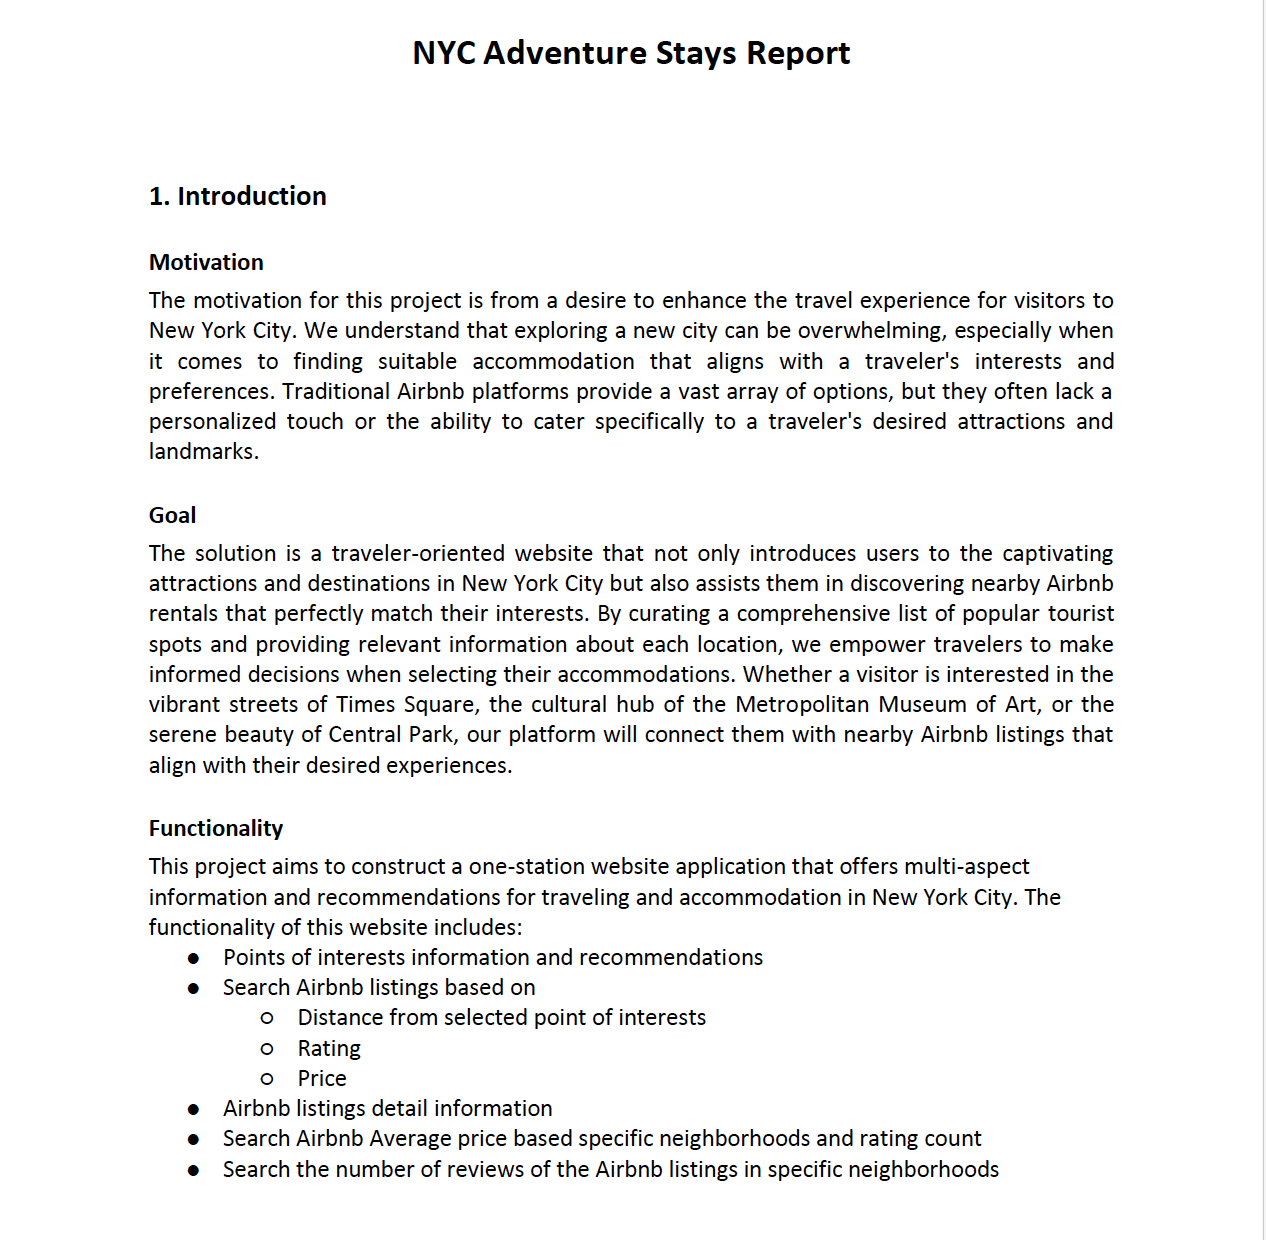 NYC Adventure Stays Report
1. Introduction
Motivation
The motivation for this project is from a desire to enhance the travel experience for visitors to
New York City. We understand that exploring a new city can be overwhelming, especially when
it comes to finding suitable accommodation that aligns with a traveler's interests and
preferences. Traditional Airbnb platforms provide a vast array of options, but they often lack a
personalized touch or the ability to cater specifically to a traveler's desired attractions and
landmarks.
Goal
The solution is a traveler-oriented website that not only introduces users to the captivating
attractions and destinations in New York City but also assists them in discovering nearby Airbnb
rentals that perfectly match their interests. By curating a comprehensive list of popular tourist
spots and providing relevant information about each location, we empower travelers to make
informed decisions when selecting their accommodations. Whether a visitor is interested in the
vibrant streets of Times Square, the cultural hub of the Metropolitan Museum of Art, or the
serene beauty of Central Park, our platform will connect them with nearby Airbnb listings that
align with their desired experiences.
Functionality
This project aims to construct a one-station website application that offers multi-aspect
information and recommendations for traveling and accommodation in New York City. The
functionality of this website includes:
● Points of interests information and recommendations
● Search Airbnb listings based on
○ Distance from selected point of interests
○ Rating
○ Price
● Airbnb listings detail information
● Search Airbnb Average price based specific neighborhoods and rating count
● Search the number of reviews of the Airbnb listings in specific neighborhoods